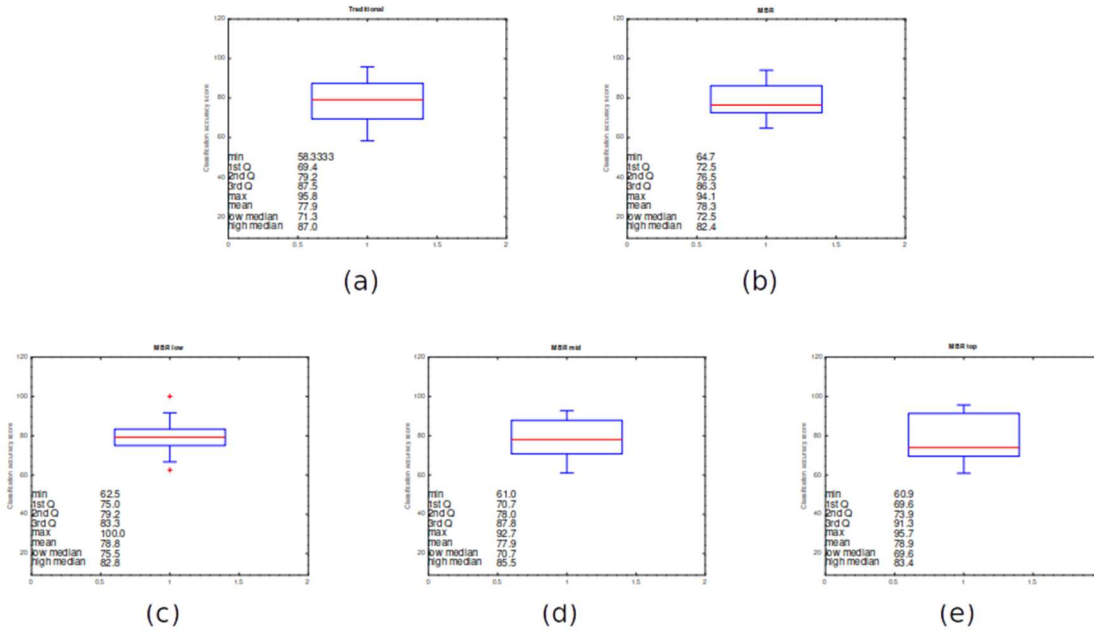 Traditional
Classification accuracy score
120
100
80
60
40
20
min 58.3333
1st Q 69.4
2nd Q 79.2
3rd Q 87.5
max 95.8
mean 77.9
low median 71.3
high median 87.0
0 0.5 1 1.5 2
(a)
MBR
Classification accuracy score
120
100
80
60
40
20
min 64.7
1st Q 72.5
2nd Q 76.5
3rd Q 86.3
max 94.1
mean 78.3
low median 72.5
high median 82.4
0 0.5 1 1.5 2
(b)
MBR low
Classification accuracy score
120
100
80
60
40
20
min 62.5
1st Q 75.0
2nd Q 79.2
3rd Q 83.3
max 100.0
mean 78.8
low median 75.5
high median 82.8
0 0.5 1 1.5 2
(c)
MBR mid
Classification accuracy score
120
100
80
60
40
20
min 61.0
1st Q 70.7
2nd Q 78.0
3rd Q 87.8
max 92.7
mean 77.9
low median 70.7
high median 85.5
0 0.5 1 1.5 2
(d)
MBR top
Classification accuracy score
120
100
80
60
40
20
min 60.9
1st Q 69.6
2nd Q 73.9
3rd Q 91.3
max 95.7
mean 78.9
low median 69.6
high median 83.4
0 0.5 1 1.5
(e)